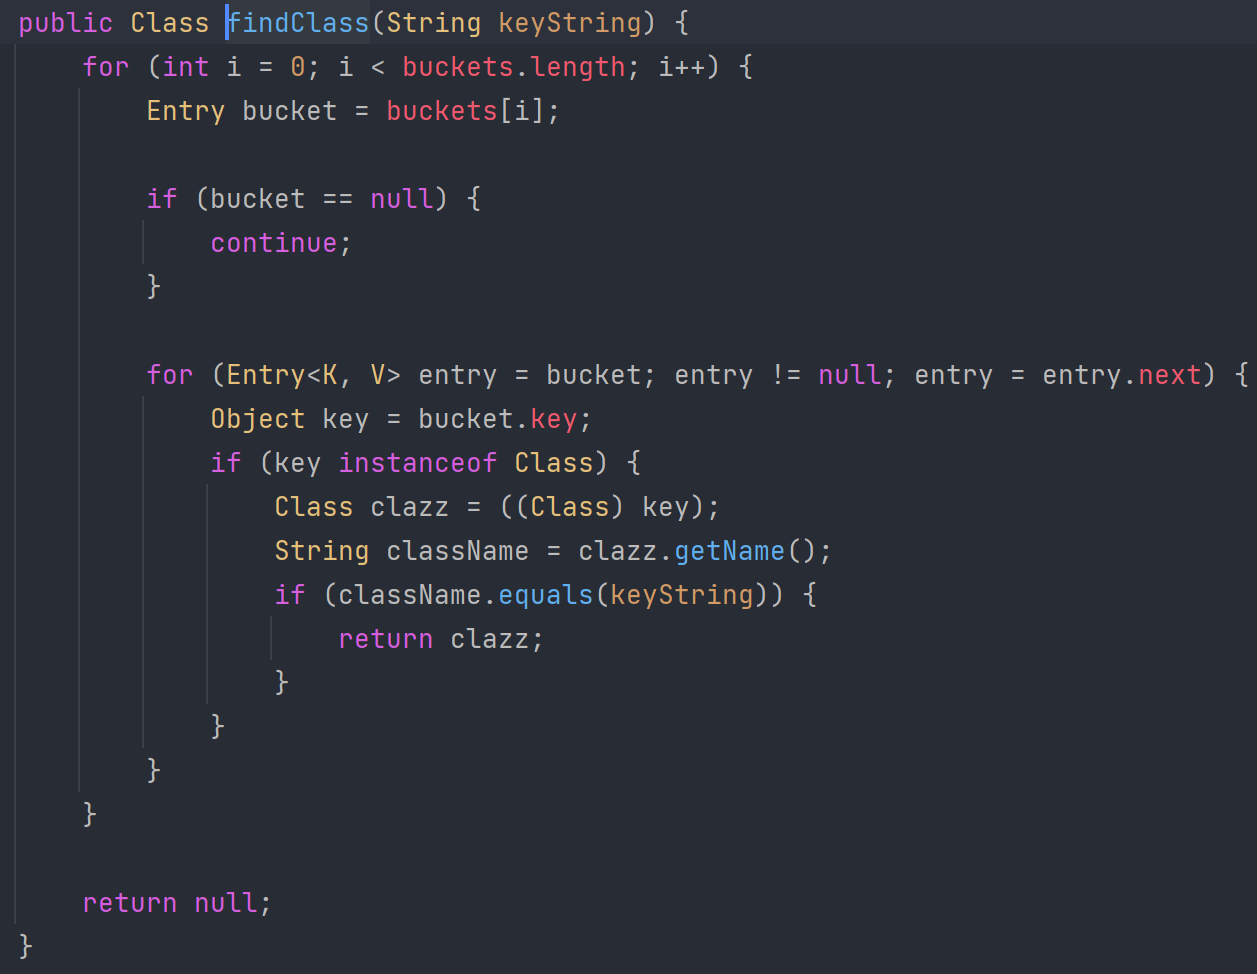 public Class findClass(String keyString) {
    for (int i = 0; i < buckets.length; i++) {
        Entry bucket = buckets[i];

        if (bucket == null) {
            continue;
        }

        for (Entry<K, V> entry = bucket; entry != null; entry = entry.next) {
            Object key = bucket.key;
            if (key instanceof Class) {
                Class clazz = ((Class) key);
                String className = clazz.getName();
                if (className.equals(keyString)) {
                    return clazz;
                }
            }
        }
    }

    return null;
}